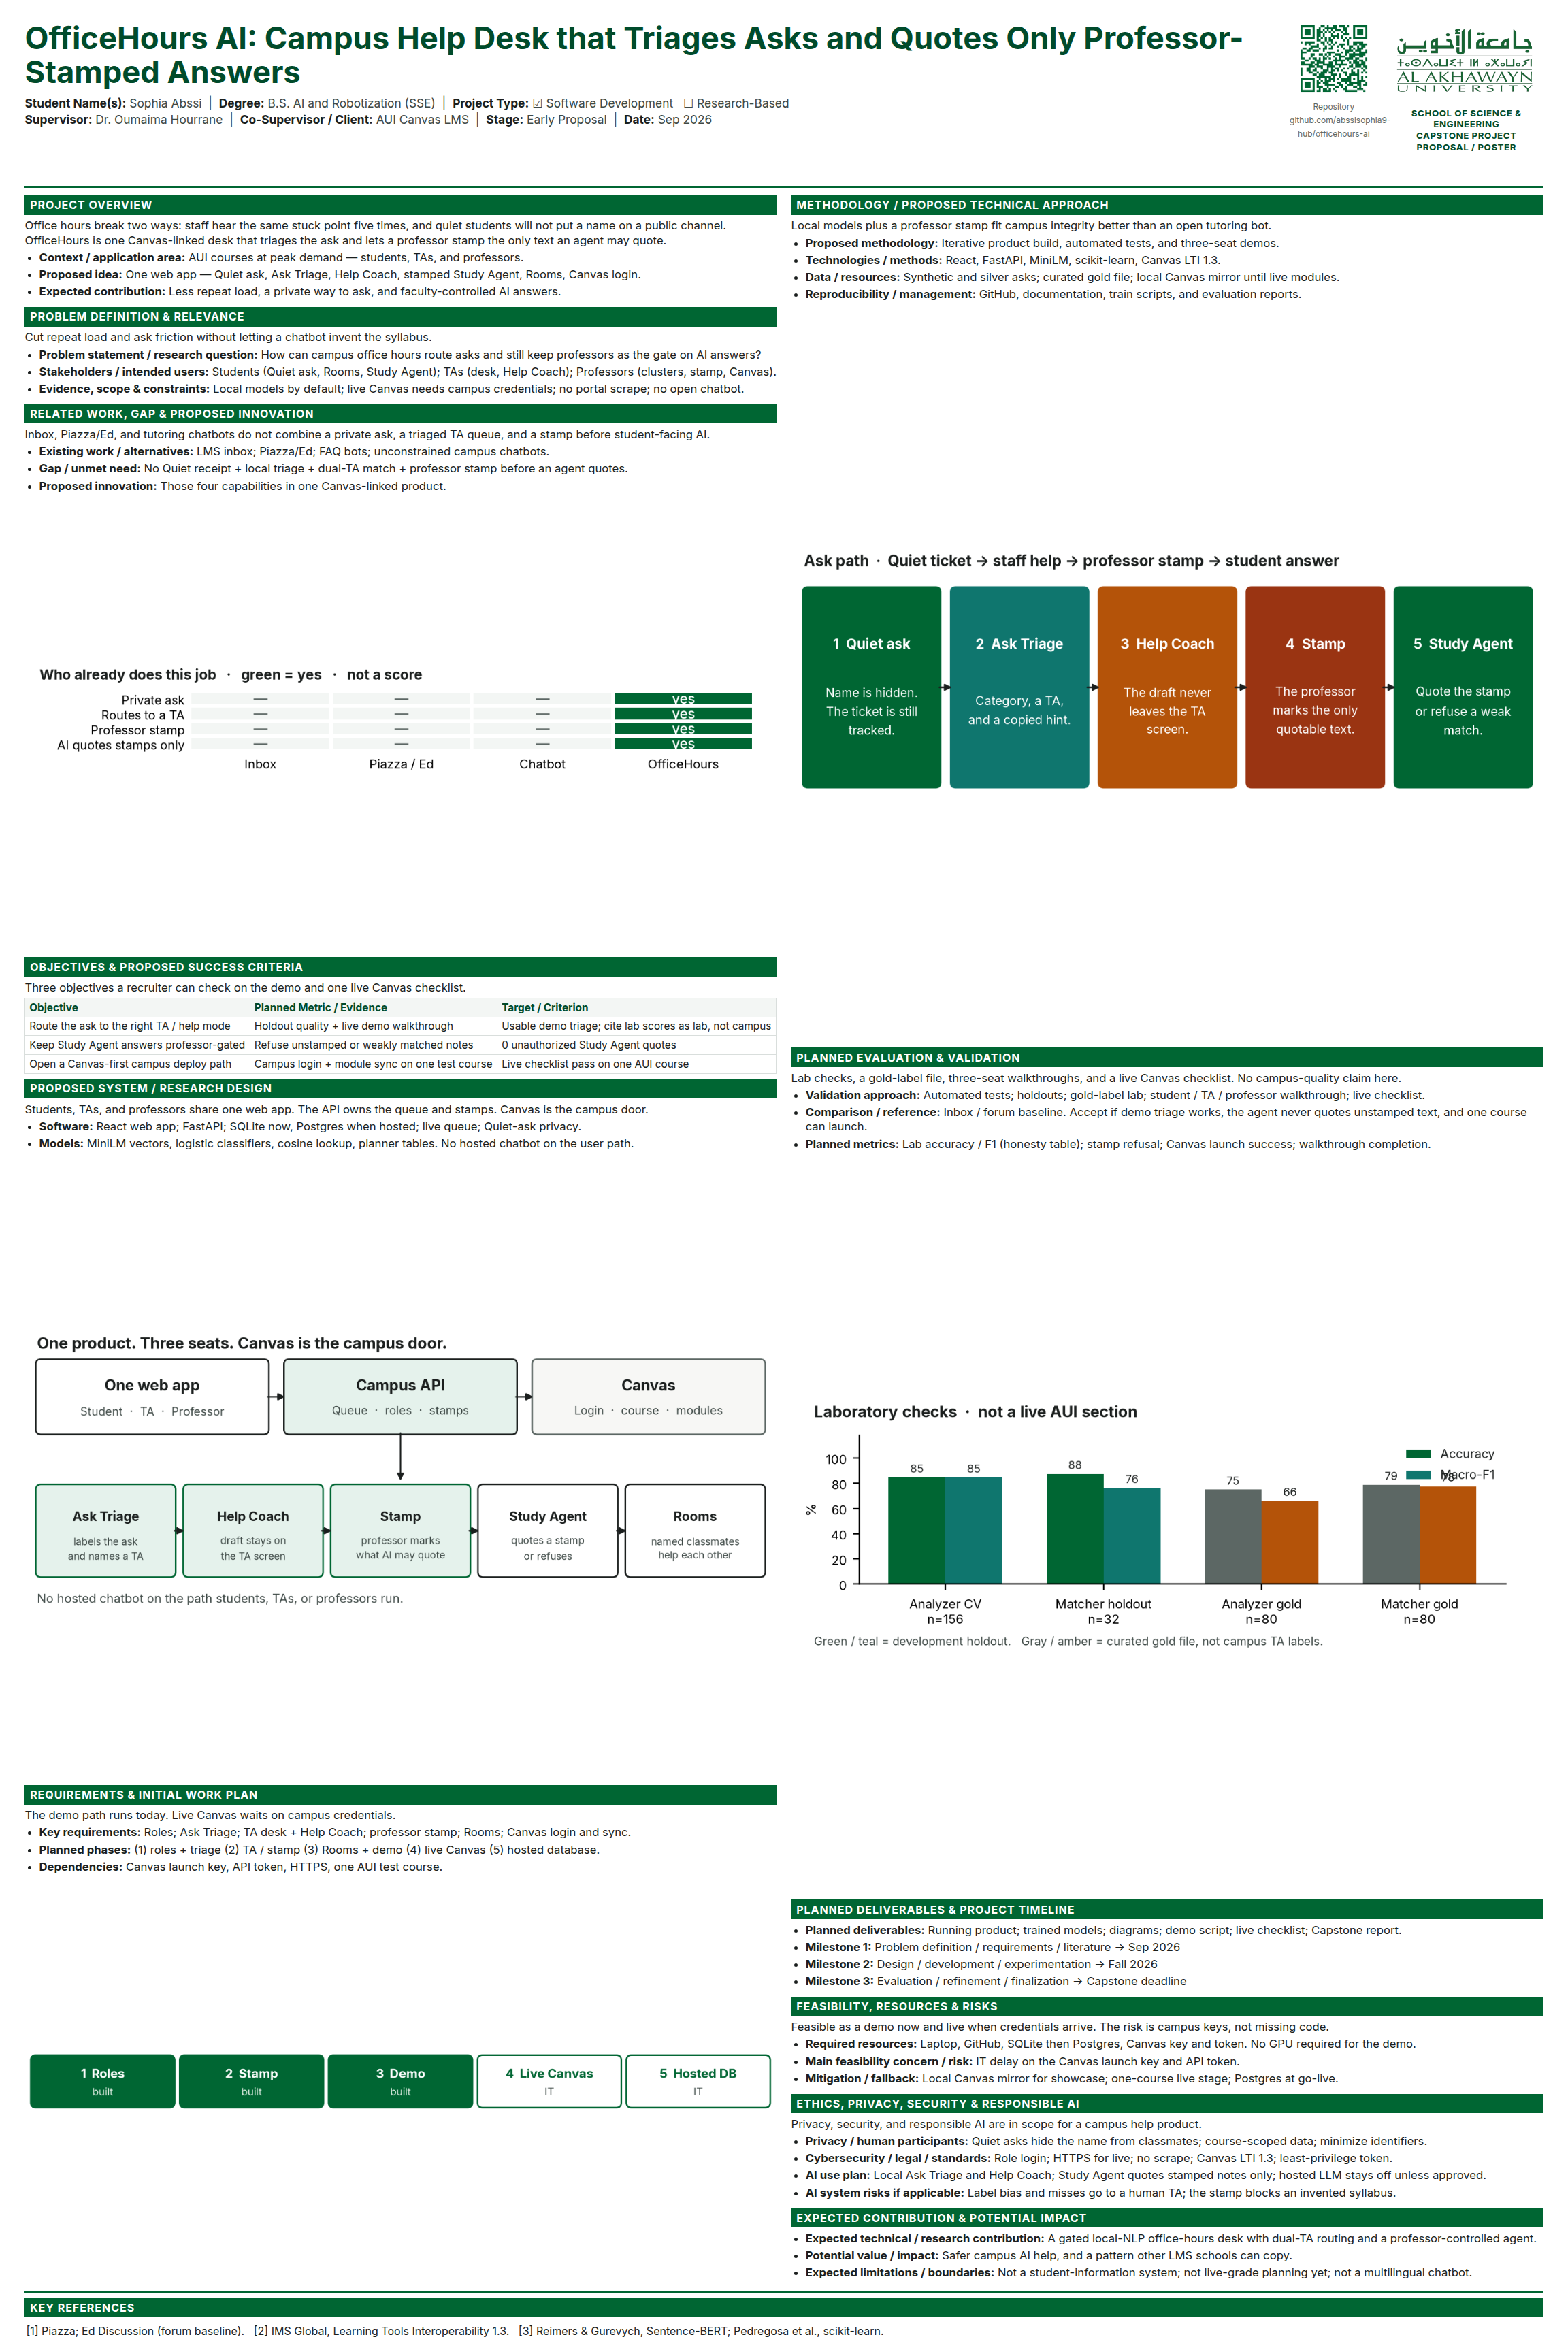 OfficeHours AI: Campus Help Desk that Triages Asks and Quotes Only Professor-
Stamped Answers
Student Name(s): Sophia Abssi | Degree: B.S. AI and Robotization (SSE) | Project Type: ☑ Software Development ☐ Research-Based
Supervisor: Dr. Oumaima Hourrane | Co-Supervisor / Client: AUI Canvas LMS | Stage: Early Proposal | Date: Sep 2026
Repository
github.com/abssisophia9-
hub/officehours-ai
جامعة الأخوين
AL AKHAWAYN
UNIVERSITY
SCHOOL OF SCIENCE &
ENGINEERING
CAPSTONE PROJECT
PROPOSAL / POSTER
PROJECT OVERVIEW
Office hours break two ways: staff hear the same stuck point five times, and quiet students will not put a name on a public channel.
OfficeHours is one Canvas-linked desk that triages the ask and lets a professor stamp the only text an agent may quote.
• Context / application area: AUI courses at peak demand — students, TAs, and professors.
• Proposed idea: One web app — Quiet ask, Ask Triage, Help Coach, stamped Study Agent, Rooms, Canvas login.
• Expected contribution: Less repeat load, a private way to ask, and faculty-controlled AI answers.
PROBLEM DEFINITION & RELEVANCE
Cut repeat load and ask friction without letting a chatbot invent the syllabus.
• Problem statement / research question: How can campus office hours route asks and still keep professors as the gate on AI answers?
• Stakeholders / intended users: Students (Quiet ask, Rooms, Study Agent); TAs (desk, Help Coach); Professors (clusters, stamp, Canvas).
• Evidence, scope & constraints: Local models by default; live Canvas needs campus credentials; no portal scrape; no open chatbot.
RELATED WORK, GAP & PROPOSED INNOVATION
Inbox, Piazza/Ed, and tutoring chatbots do not combine a private ask, a triaged TA queue, and a stamp before student-facing AI.
• Existing work / alternatives: LMS inbox; Piazza/Ed; FAQ bots; unconstrained campus chatbots.
• Gap / unmet need: No Quiet receipt + local triage + dual-TA match + professor stamp before an agent quotes.
• Proposed innovation: Those four capabilities in one Canvas-linked product.
Who already does this job · green = yes · not a score
Private ask — — — yes
Routes to a TA — — — yes
Professor stamp — — — yes
AI quotes stamps only — — — yes
Inbox Piazza / Ed Chatbot OfficeHours
OBJECTIVES & PROPOSED SUCCESS CRITERIA
Three objectives a recruiter can check on the demo and one live Canvas checklist.
Objective Planned Metric / Evidence Target / Criterion
Route the ask to the right TA / help mode Holdout quality + live demo walkthrough Usable demo triage; cite lab scores as lab, not campus
Keep Study Agent answers professor-gated Refuse unstamped or weakly matched notes 0 unauthorized Study Agent quotes
Open a Canvas-first campus deploy path Campus login + module sync on one test course Live checklist pass on one AUI course
PROPOSED SYSTEM / RESEARCH DESIGN
Students, TAs, and professors share one web app. The API owns the queue and stamps. Canvas is the campus door.
• Software: React web app; FastAPI; SQLite now, Postgres when hosted; live queue; Quiet-ask privacy.
• Models: MiniLM vectors, logistic classifiers, cosine lookup, planner tables. No hosted chatbot on the user path.
One product. Three seats. Canvas is the campus door.
One web app
Student · TA · Professor
Campus API
Queue · roles · stamps
Canvas
Login · course · modules
Ask Triage
labels the ask
and names a TA
Help Coach
draft stays on
the TA screen
Stamp
professor marks
what AI may quote
Study Agent
quotes a stamp
or refuses
Rooms
named classmates
help each other
No hosted chatbot on the path students, TAs, or professors run.
REQUIREMENTS & INITIAL WORK PLAN
The demo path runs today. Live Canvas waits on campus credentials.
• Key requirements: Roles; Ask Triage; TA desk + Help Coach; professor stamp; Rooms; Canvas login and sync.
• Planned phases: (1) roles + triage (2) TA / stamp (3) Rooms + demo (4) live Canvas (5) hosted database.
• Dependencies: Canvas launch key, API token, HTTPS, one AUI test course.
1 Roles
built
2 Stamp
built
3 Demo
built
4 Live Canvas
IT
5 Hosted DB
IT
METHODOLOGY / PROPOSED TECHNICAL APPROACH
Local models plus a professor stamp fit campus integrity better than an open tutoring bot.
• Proposed methodology: Iterative product build, automated tests, and three-seat demos.
• Technologies / methods: React, FastAPI, MiniLM, scikit-learn, Canvas LTI 1.3.
• Data / resources: Synthetic and silver asks; curated gold file; local Canvas mirror until live modules.
• Reproducibility / management: GitHub, documentation, train scripts, and evaluation reports.
Ask path · Quiet ticket → staff help → professor stamp → student answer
1 Quiet ask
Name is hidden.
The ticket is still
tracked.
2 Ask Triage
Category, a TA,
and a copied hint.
3 Help Coach
The draft never
leaves the TA
screen.
4 Stamp
The professor
marks the only
quotable text.
5 Study Agent
Quote the stamp
or refuse a weak
match.
PLANNED EVALUATION & VALIDATION
Lab checks, a gold-label file, three-seat walkthroughs, and a live Canvas checklist. No campus-quality claim here.
• Validation approach: Automated tests; holdouts; gold-label lab; student / TA / professor walkthrough; live checklist.
• Comparison / reference: Inbox / forum baseline. Accept if demo triage works, the agent never quotes unstamped text, and one course
can launch.
• Planned metrics: Lab accuracy / F1 (honesty table); stamp refusal; Canvas launch success; walkthrough completion.
Laboratory checks · not a live AUI section
Accuracy
Macro-F1
%
100
80
60
40
20
0
85 85
88 76
75 66
79 78
Analyzer CV
n=156
Matcher holdout
n=32
Analyzer gold
n=80
Matcher gold
n=80
Green / teal = development holdout. Gray / amber = curated gold file, not campus TA labels.
PLANNED DELIVERABLES & PROJECT TIMELINE
• Planned deliverables: Running product; trained models; diagrams; demo script; live checklist; Capstone report.
• Milestone 1: Problem definition / requirements / literature → Sep 2026
• Milestone 2: Design / development / experimentation → Fall 2026
• Milestone 3: Evaluation / refinement / finalization → Capstone deadline
FEASIBILITY, RESOURCES & RISKS
Feasible as a demo now and live when credentials arrive. The risk is campus keys, not missing code.
• Required resources: Laptop, GitHub, SQLite then Postgres, Canvas key and token. No GPU required for the demo.
• Main feasibility concern / risk: IT delay on the Canvas launch key and API token.
• Mitigation / fallback: Local Canvas mirror for showcase; one-course live stage; Postgres at go-live.
ETHICS, PRIVACY, SECURITY & RESPONSIBLE AI
Privacy, security, and responsible AI are in scope for a campus help product.
• Privacy / human participants: Quiet asks hide the name from classmates; course-scoped data; minimize identifiers.
• Cybersecurity / legal / standards: Role login; HTTPS for live; no scrape; Canvas LTI 1.3; least-privilege token.
• AI use plan: Local Ask Triage and Help Coach; Study Agent quotes stamped notes only; hosted LLM stays off unless approved.
• AI system risks if applicable: Label bias and misses go to a human TA; the stamp blocks an invented syllabus.
EXPECTED CONTRIBUTION & POTENTIAL IMPACT
• Expected technical / research contribution: A gated local-NLP office-hours desk with dual-TA routing and a professor-controlled agent.
• Potential value / impact: Safer campus AI help, and a pattern other LMS schools can copy.
• Expected limitations / boundaries: Not a student-information system; not live-grade planning yet; not a multilingual chatbot.
KEY REFERENCES
[1] Piazza; Ed Discussion (forum baseline). [2] IMS Global, Learning Tools Interoperability 1.3. [3] Reimers & Gurevych, Sentence-BERT; Pedregosa et al., scikit-learn.